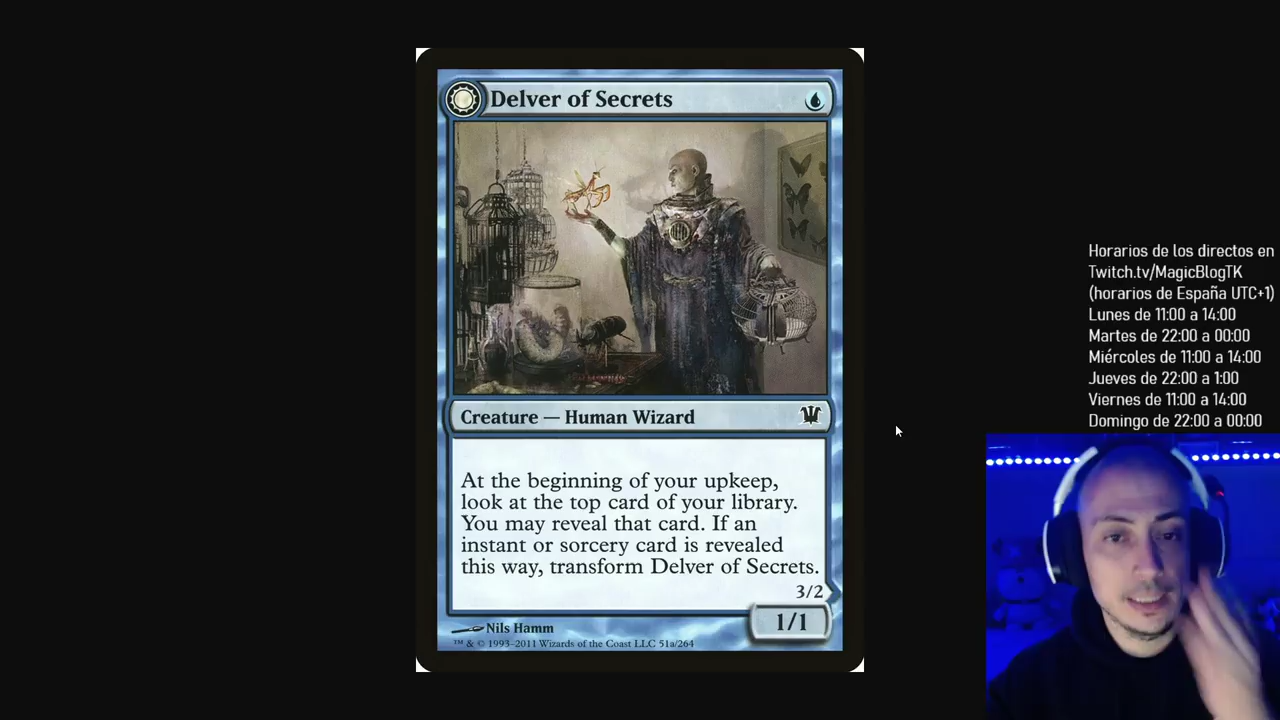 Delver of Secrets
Creature — Human Wizard
At the beginning of your upkeep,
look at the top card of your library.
You may reveal that card. If an
instant or sorcery card is revealed
this way, transform Delver of Secrets.
3/2
1/1
Nils Hamm
™ & © 1993–2011 Wizards of the Coast LLC 51a/264
Horarios de los directos en
Twitch.tv/MagicBlogTK
(horarios de España UTC+1)
Lunes de 11:00 a 14:00
Martes de 22:00 a 00:00
Miércoles de 11:00 a 14:00
Jueves de 22:00 a 1:00
Viernes de 11:00 a 14:00
Domingo de 22:00 a 00:00